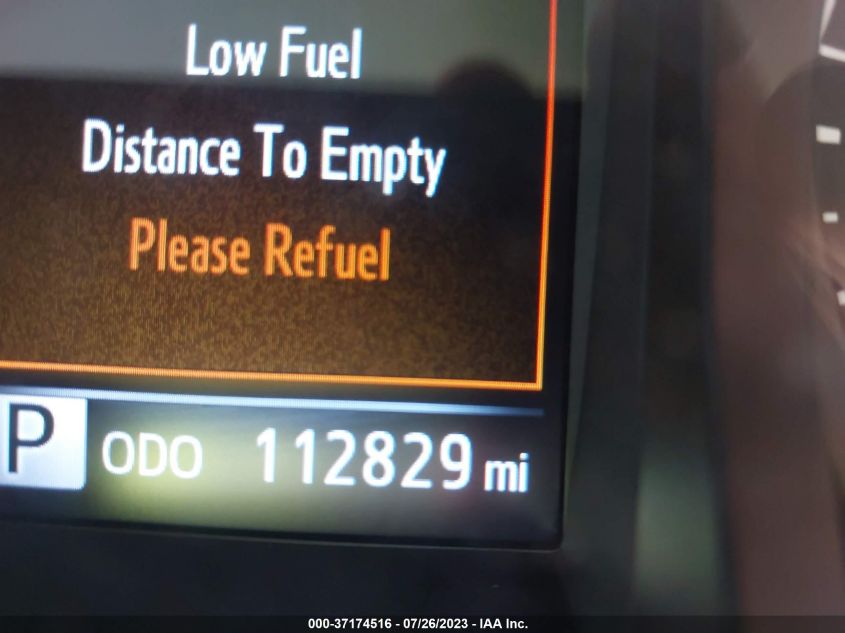 Low Fuel
Distance To Empty
Please Refuel
P ODO 112829 mi
000-37174516 - 07/26/2023 - IAA Inc.